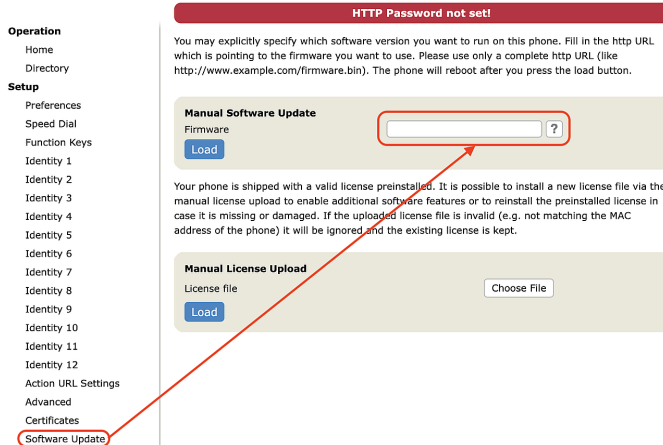 HTTP Password not set!
Operation
Home
Directory
Setup
Preferences
Speed Dial
Function Keys
Identity 1
Identity 2
Identity 3
Identity 4
Identity 5
Identity 6
Identity 7
Identity 8
Identity 9
Identity 10
Identity 11
Identity 12
Action URL Settings
Advanced
Certificates
Software Update
You may explicitly specify which software version you want to run on this phone. Fill in the http URL
which is pointing to the firmware you want to use. Please use only a complete http URL (like
http://www.example.com/firmware.bin). The phone will reboot after you press the load button.
Manual Software Update
Firmware
?
Load
Your phone is shipped with a valid license preinstalled. It is possible to install a new license file via the
manual license upload to enable additional software features or to reinstall the preinstalled license in
case it is missing or damaged. If the uploaded license file is invalid (e.g. not matching the MAC
address of the phone) it will be ignored and the existing license is kept.
Manual License Upload
License file
Choose File
Load